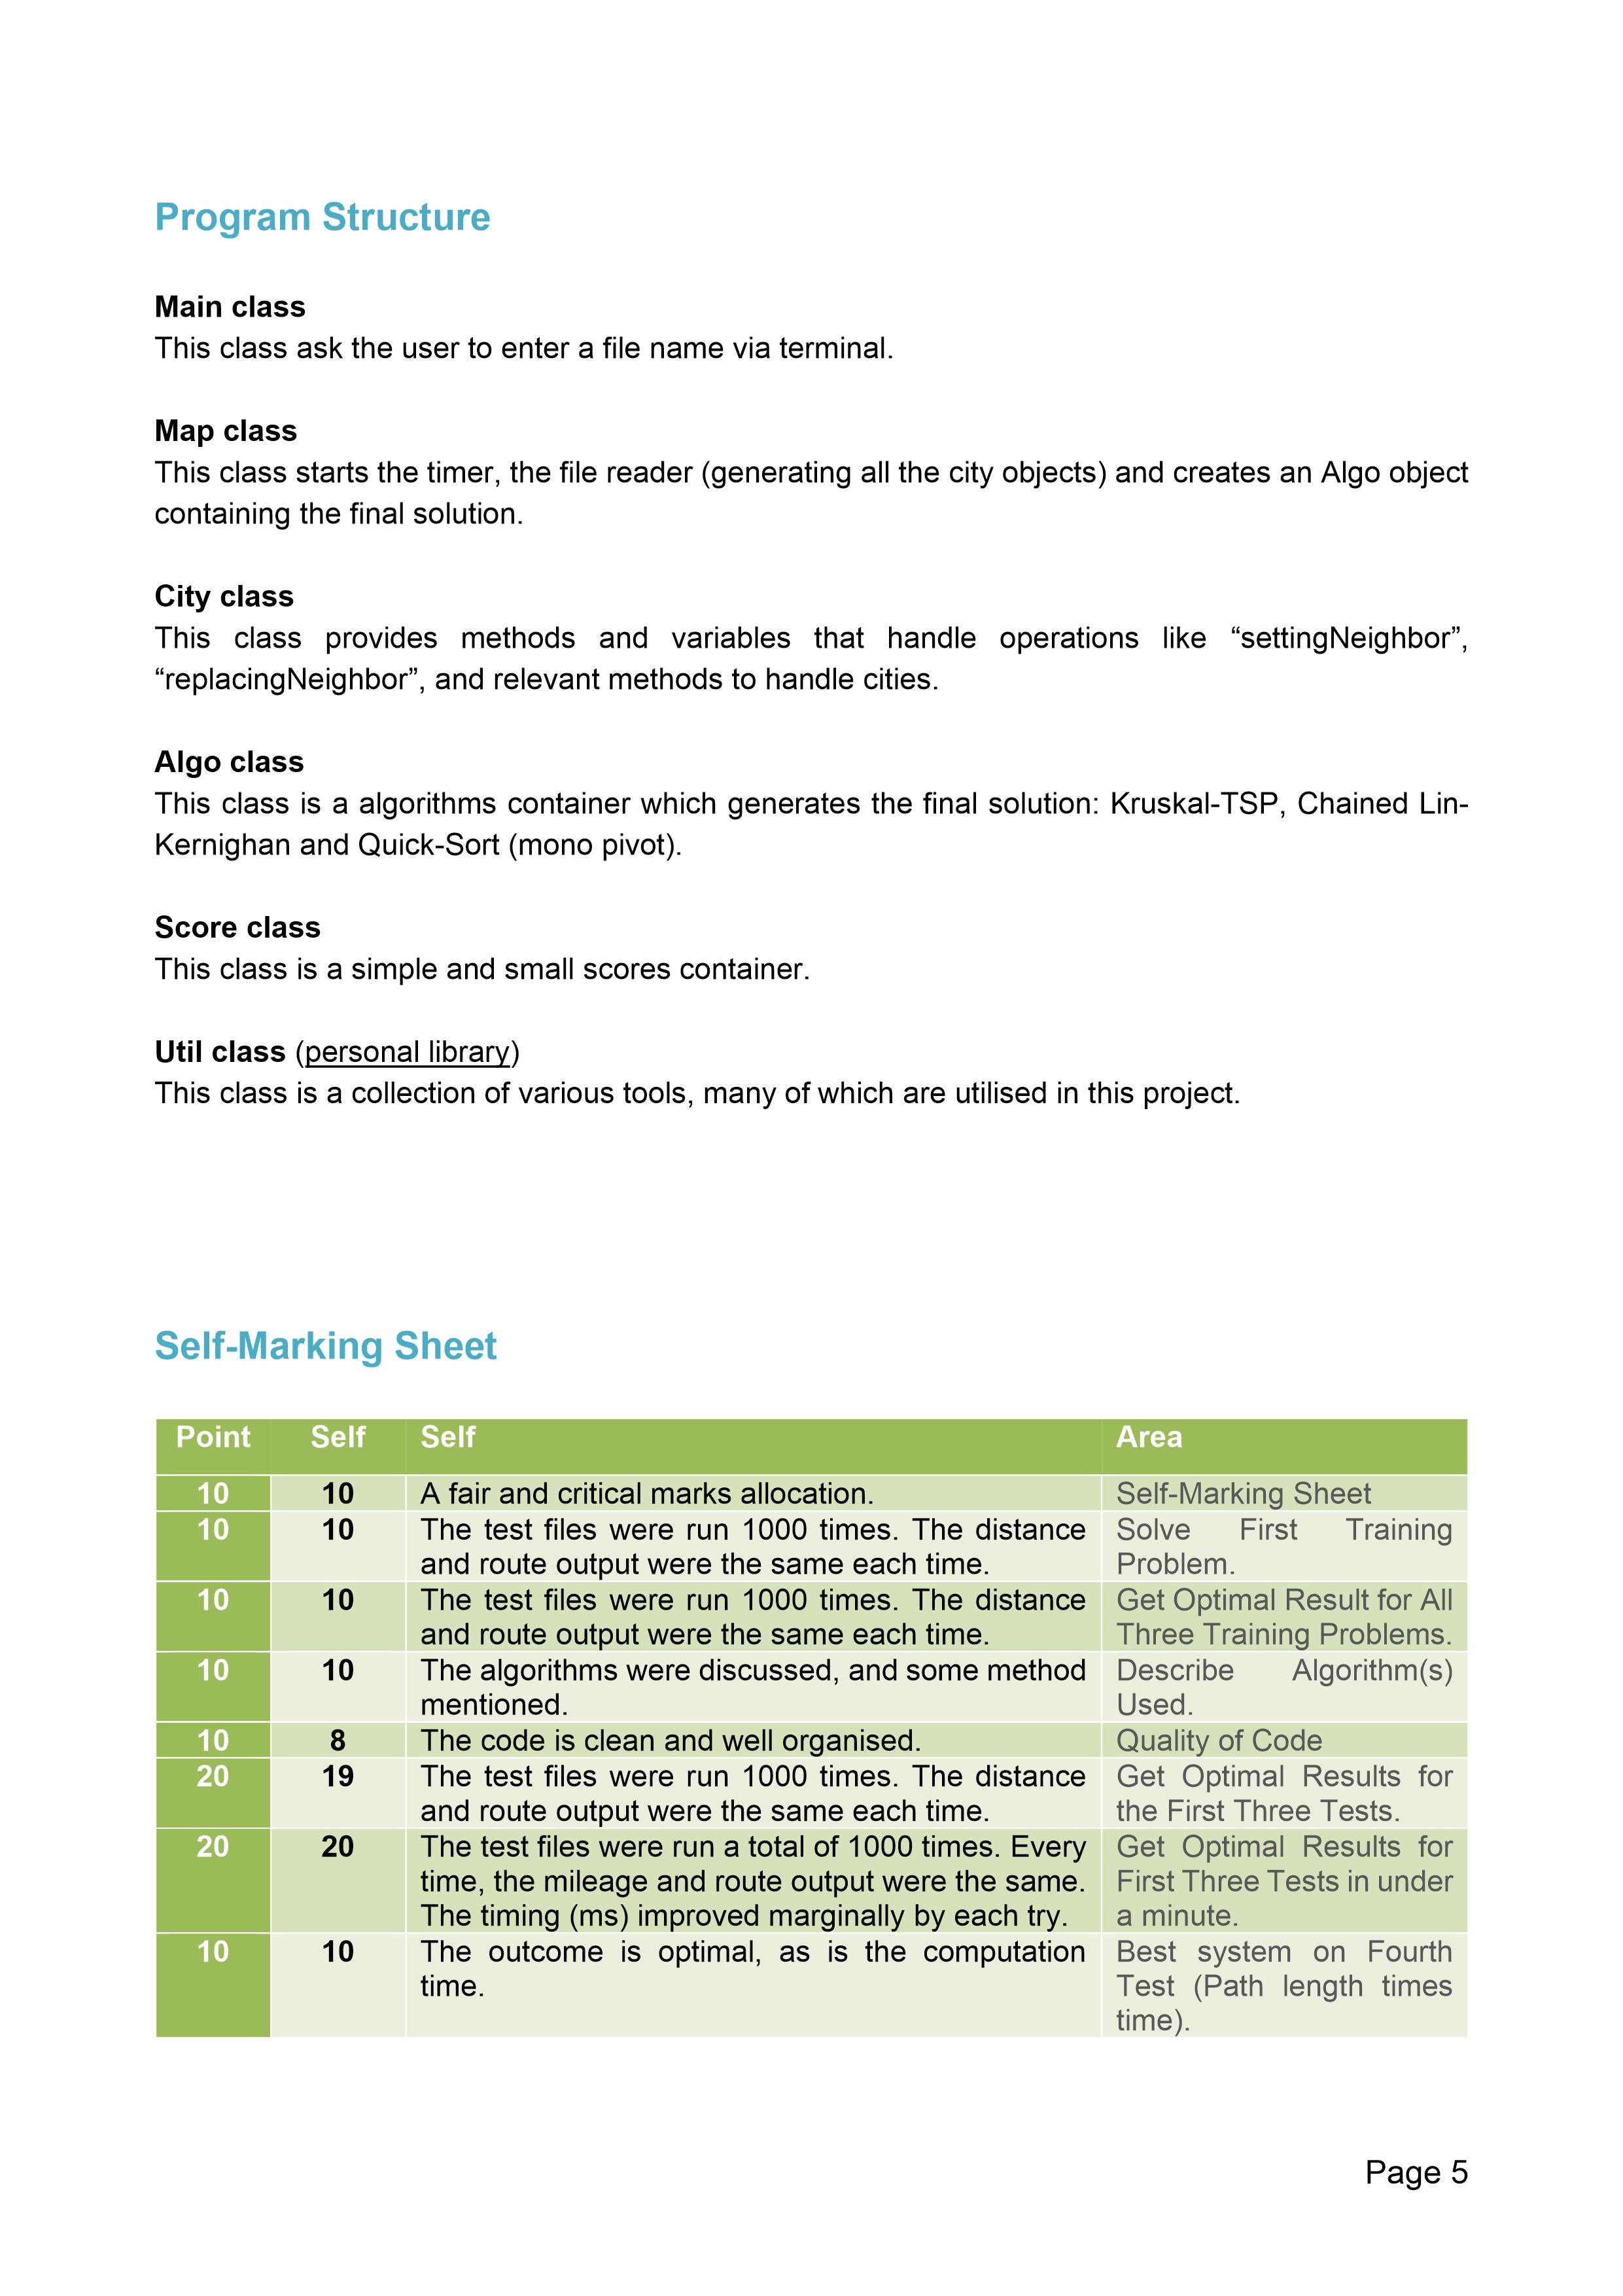 Program Structure
Main class
This class ask the user to enter a file name via terminal.
Map class
This class starts the timer, the file reader (generating all the city objects) and creates an Algo object
containing the final solution.
City class
This class provides methods and variables that handle operations like “settingNeighbor”,
“replacingNeighbor”, and relevant methods to handle cities.
Algo class
This class is a algorithms container which generates the final solution: Kruskal-TSP, Chained Lin-
Kernighan and Quick-Sort (mono pivot).
Score class
This class is a simple and small scores container.
Util class (personal library)
This class is a collection of various tools, many of which are utilised in this project.
Self-Marking Sheet
Point Self Self Area
10 10 A fair and critical marks allocation. Self-Marking Sheet
10 10 The test files were run 1000 times. The distance Solve First Training
and route output were the same each time. Problem.
10 10 The test files were run 1000 times. The distance Get Optimal Result for All
and route output were the same each time. Three Training Problems.
10 10 The algorithms were discussed, and some method Describe Algorithm(s)
mentioned. Used.
10 8 The code is clean and well organised. Quality of Code
20 19 The test files were run 1000 times. The distance Get Optimal Results for
and route output were the same each time. the First Three Tests.
20 20 The test files were run a total of 1000 times. Every Get Optimal Results for
time, the mileage and route output were the same. First Three Tests in under
The timing (ms) improved marginally by each try. a minute.
10 10 The outcome is optimal, as is the computation Best system on Fourth
time. Test (Path length times
time).
Page 5